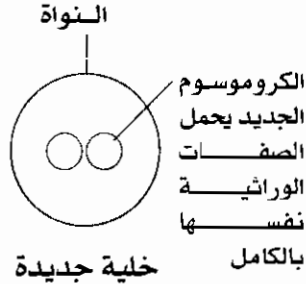 النواة
الكروموسوم
الجديد يحمل
الصفات
الوراثية
نفسها
بالكامل
خلية جديدة